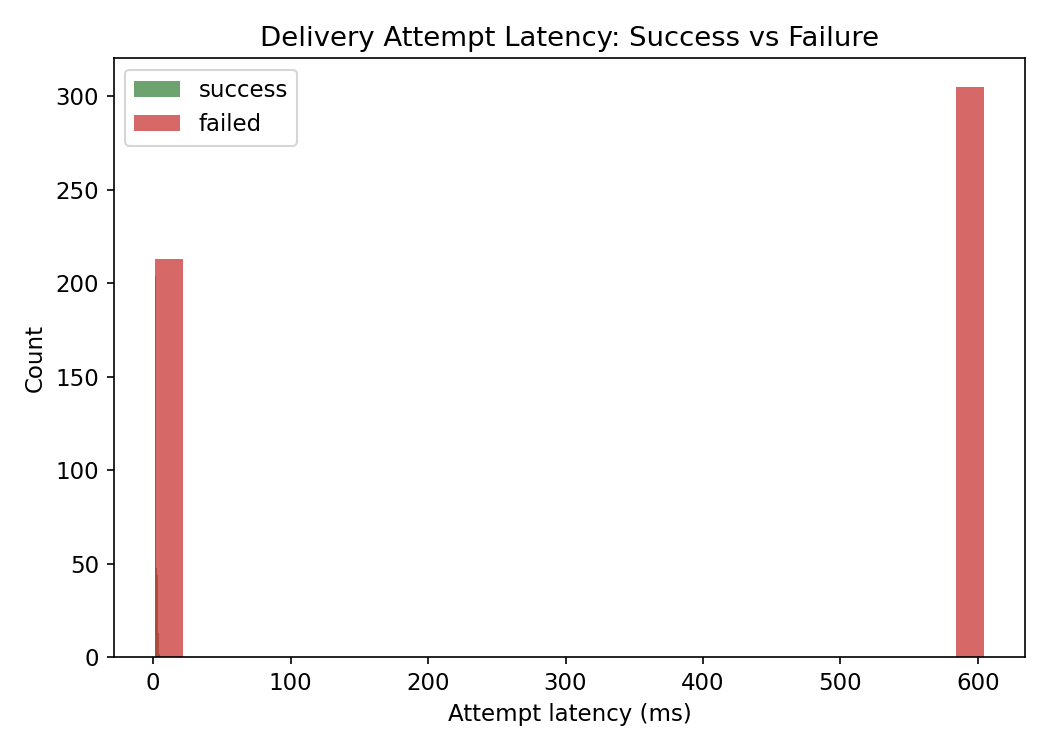 Delivery Attempt Latency: Success vs Failure
success
failed
300
250
200
150
100
50
0
Count
0 100 200 300 400 500 600
Attempt latency (ms)